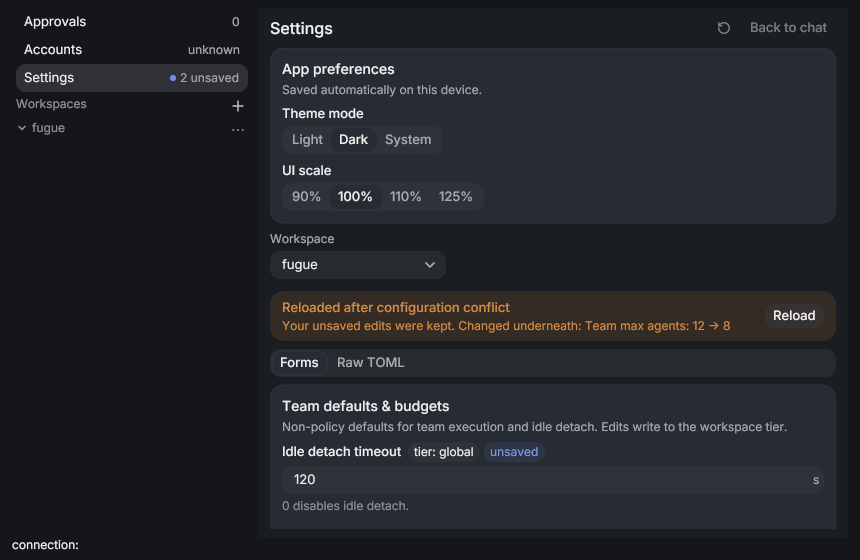 Approvals 0
Accounts unknown
Settings 2 unsaved
Workspaces +
fugue ...
connection:
Settings Back to chat
App preferences
Saved automatically on this device.
Theme mode
Light Dark System
UI scale
90% 100% 110% 125%
Workspace
fugue
Reloaded after configuration conflict
Your unsaved edits were kept. Changed underneath: Team max agents: 12 → 8
Reload
Forms Raw TOML
Team defaults & budgets
Non-policy defaults for team execution and idle detach. Edits write to the workspace tier.
Idle detach timeout tier: global unsaved
120 s
0 disables idle detach.